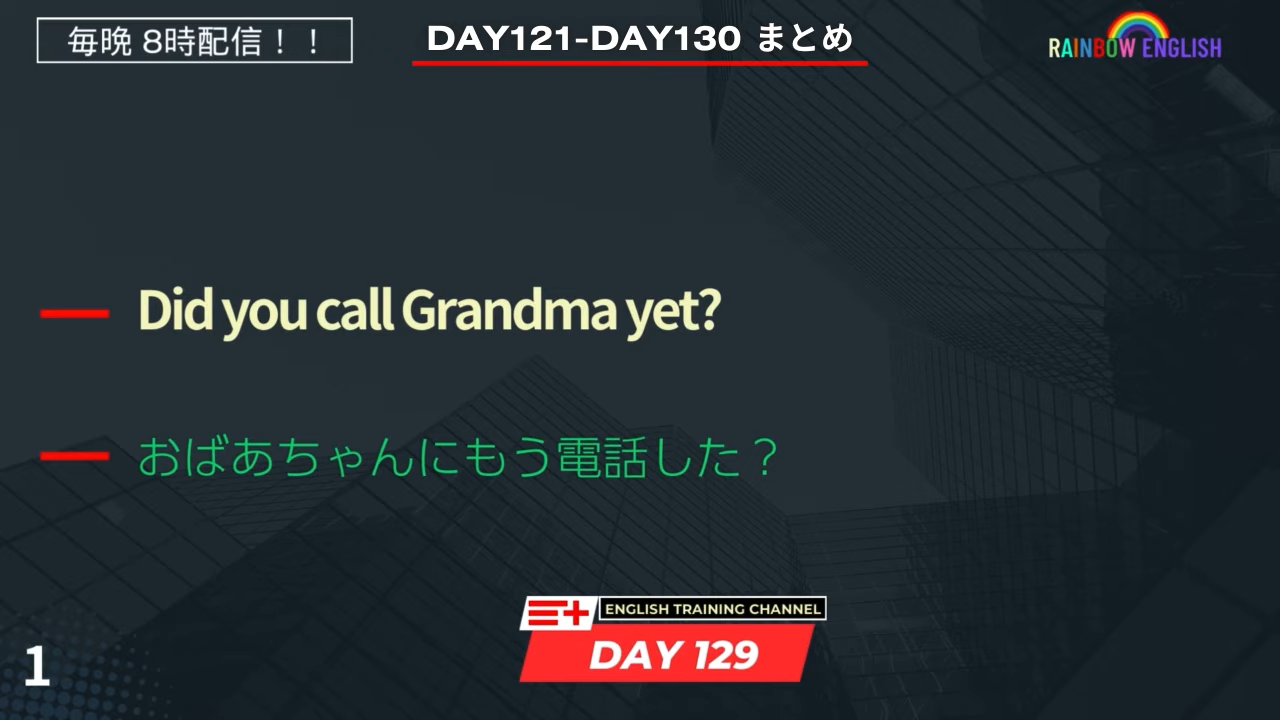 毎晩 8時配信！！
DAY121-DAY130 まとめ
RAINBOW ENGLISH
Did you call Grandma yet?
おばあちゃんにもう電話した？
ENGLISH TRAINING CHANNEL
DAY 129
1